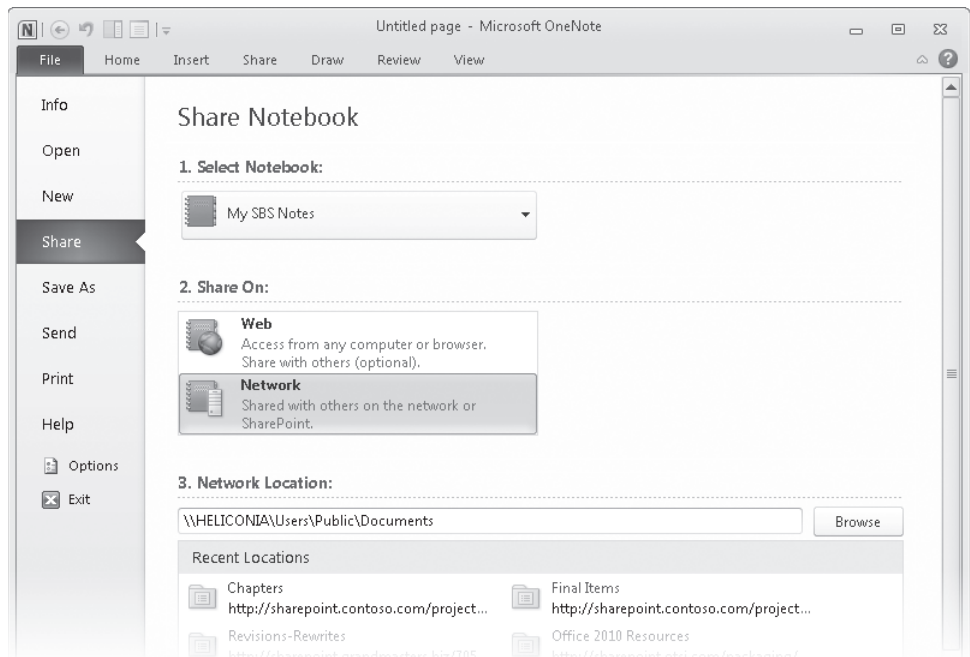 Untitled page - Microsoft OneNote
File Home Insert Share Draw Review View
Info
Open
New
Share
Save As
Send
Print
Help
Options
Exit
Share Notebook
1. Select Notebook:
My SBS Notes
2. Share On:
Web
Access from any computer or browser.
Share with others (optional).
Network
Shared with others on the network or
SharePoint.
3. Network Location:
\\HELICONIA\Users\Public\Documents
Browse
Recent Locations
Chapters
http://sharepoint.contoso.com/project...
Final Items
http://sharepoint.contoso.com/project...
Revisions-Rewrites
Office 2010 Resources